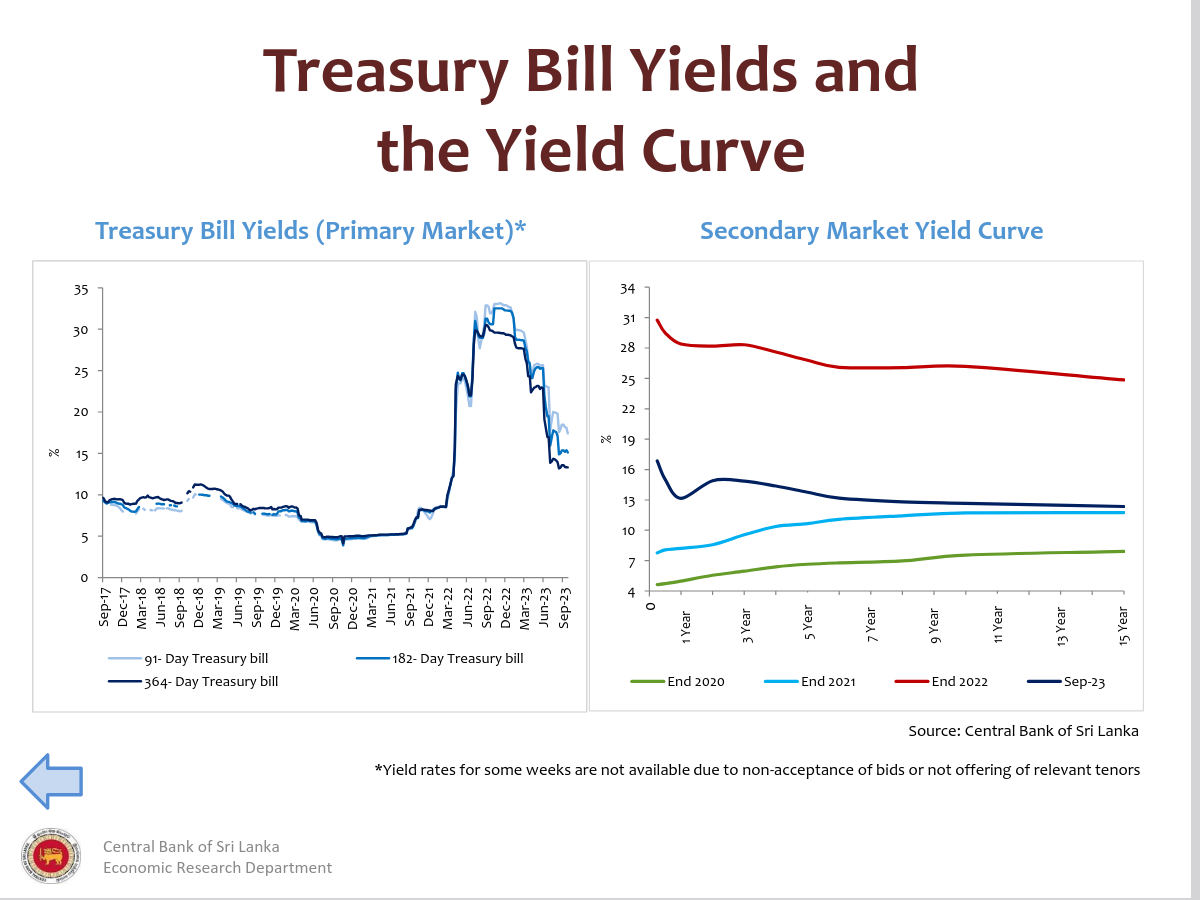 Treasury Bill Yields and
the Yield Curve
Treasury Bill Yields (Primary Market)*
Secondary Market Yield Curve
35
30
25
20
15
10
5
0
%
Sep-17
Dec-17
Mar-18
Jun-18
Sep-18
Dec-18
Mar-19
Jun-19
Sep-19
Dec-19
Mar-20
Jun-20
Sep-20
Dec-20
Mar-21
Jun-21
Sep-21
Dec-21
Mar-22
Jun-22
Sep-22
Dec-22
Mar-23
Jun-23
Sep-23
91- Day Treasury bill
182- Day Treasury bill
364- Day Treasury bill
34
31
28
25
22
19
16
13
10
7
4
%
0
1 Year
3 Year
5 Year
7 Year
9 Year
11 Year
13 Year
15 Year
End 2020
End 2021
End 2022
Sep-23
Source: Central Bank of Sri Lanka
*Yield rates for some weeks are not available due to non-acceptance of bids or not offering of relevant tenors
Central Bank of Sri Lanka
Economic Research Department